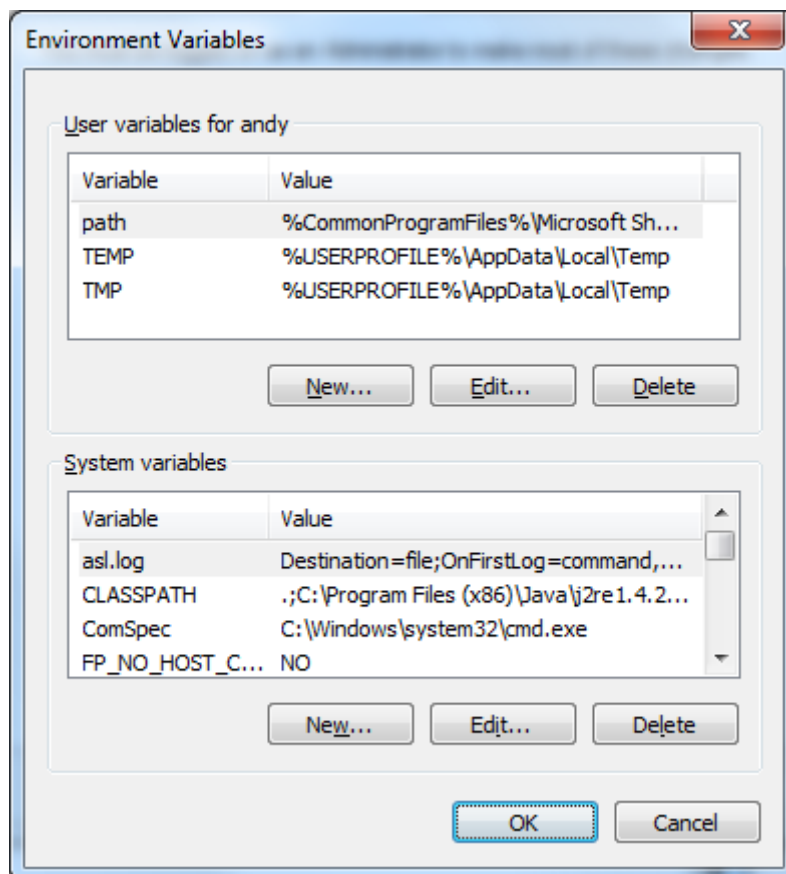 Environment Variables
User variables for andy
Variable Value
path %CommonProgramFiles%\Microsoft Sh...
TEMP %USERPROFILE%\AppData\Local\Temp
TMP %USERPROFILE%\AppData\Local\Temp
New... Edit... Delete
System variables
Variable Value
asl.log Destination=file;OnFirstLog=command,...
CLASSPATH .;C:\Program Files (x86)\Java\j2re1.4.2...
ComSpec C:\Windows\system32\cmd.exe
FP_NO_HOST_C... NO
New... Edit... Delete
OK Cancel